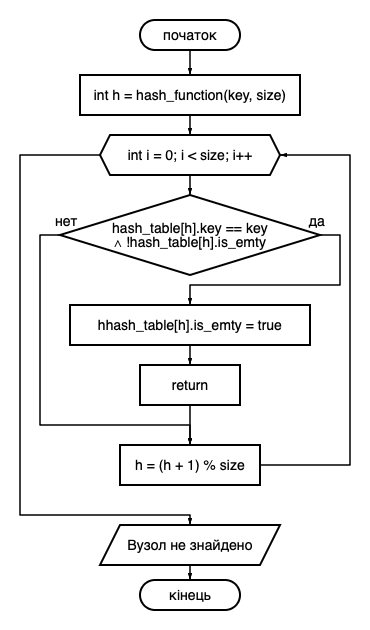 початок
int h = hash_function(key, size)
int i = 0; i < size; i++
нет
да
hash_table[h].key == key
∧ !hash_table[h].is_emty
hhash_table[h].is_emty = true
return
h = (h + 1) % size
Вузол не знайдено
кінець